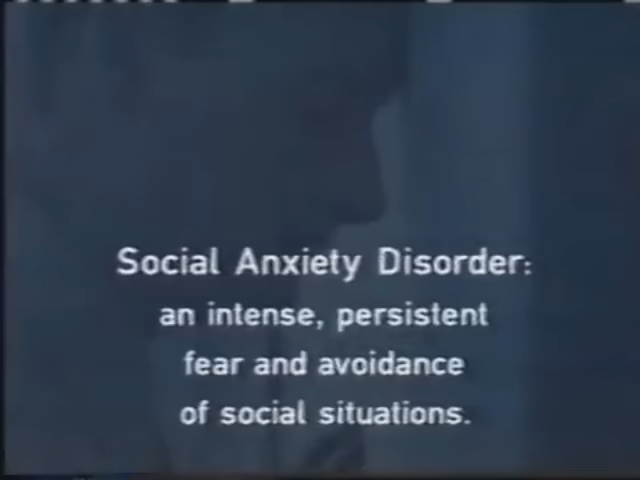 Social Anxiety Disorder:
an intense, persistent
fear and avoidance
of social situations.